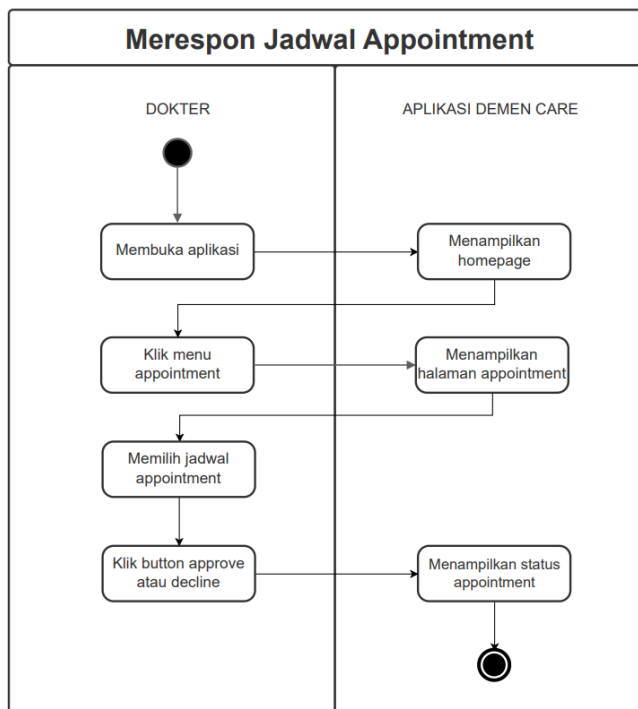 Merespon Jadwal Appointment
DOKTER
APLIKASI DEMEN CARE
Membuka aplikasi
Menampilkan
homepage
Klik menu
appointment
Menampilkan
halaman appointment
Memilih jadwal
appointment
Klik button approve
atau decline
Menampilkan status
appointment